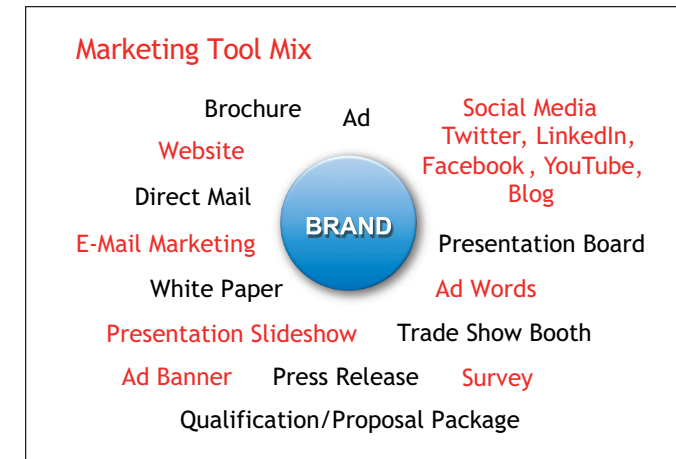 Marketing Tool Mix
Brochure
Ad
Social Media
Twitter, LinkedIn,
Facebook , YouTube,
Blog
Website
Direct Mail
BRAND
E-Mail Marketing
Presentation Board
White Paper
Ad Words
Presentation Slideshow
Trade Show Booth
Ad Banner
Press Release
Survey
Qualification/Proposal Package